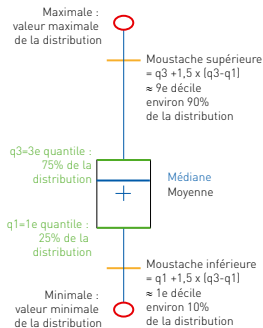 Maximale :
valeur maximale
de la distribution
Moustache supérieure
= q3 +1,5 x (q3-q1)
≈ 9e décile
environ 90%
de la distribution
q3=3e quantile :
75% de la
distribution
Médiane
Moyenne
q1=1e quantile :
25% de la
distribution
Moustache inférieure
= q1 +1,5 x (q3-q1)
≈ 1e décile
environ 10%
de la distribution
Minimale :
valeur minimale
de la distribution